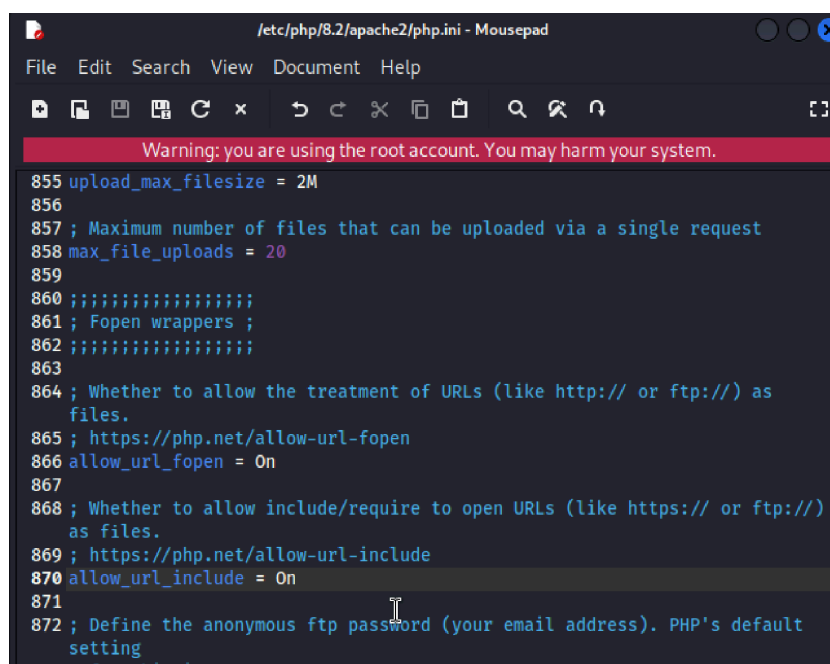 /etc/php/8.2/apache2/php.ini - Mousepad
File Edit Search View Document Help
Warning: you are using the root account. You may harm your system.
855 upload_max_filesize = 2M
856
857 ; Maximum number of files that can be uploaded via a single request
858 max_file_uploads = 20
859
860 ;;;;;;;;;;;;;;;;;;
861 ; Fopen wrappers ;
862 ;;;;;;;;;;;;;;;;;;
863
864 ; Whether to allow the treatment of URLs (like http:// or ftp://) as
files.
865 ; https://php.net/allow-url-fopen
866 allow_url_fopen = On
867
868 ; Whether to allow include/require to open URLs (like https:// or ftp://)
as files.
869 ; https://php.net/allow-url-include
870 allow_url_include = On
871
872 ; Define the anonymous ftp password (your email address). PHP's default
setting